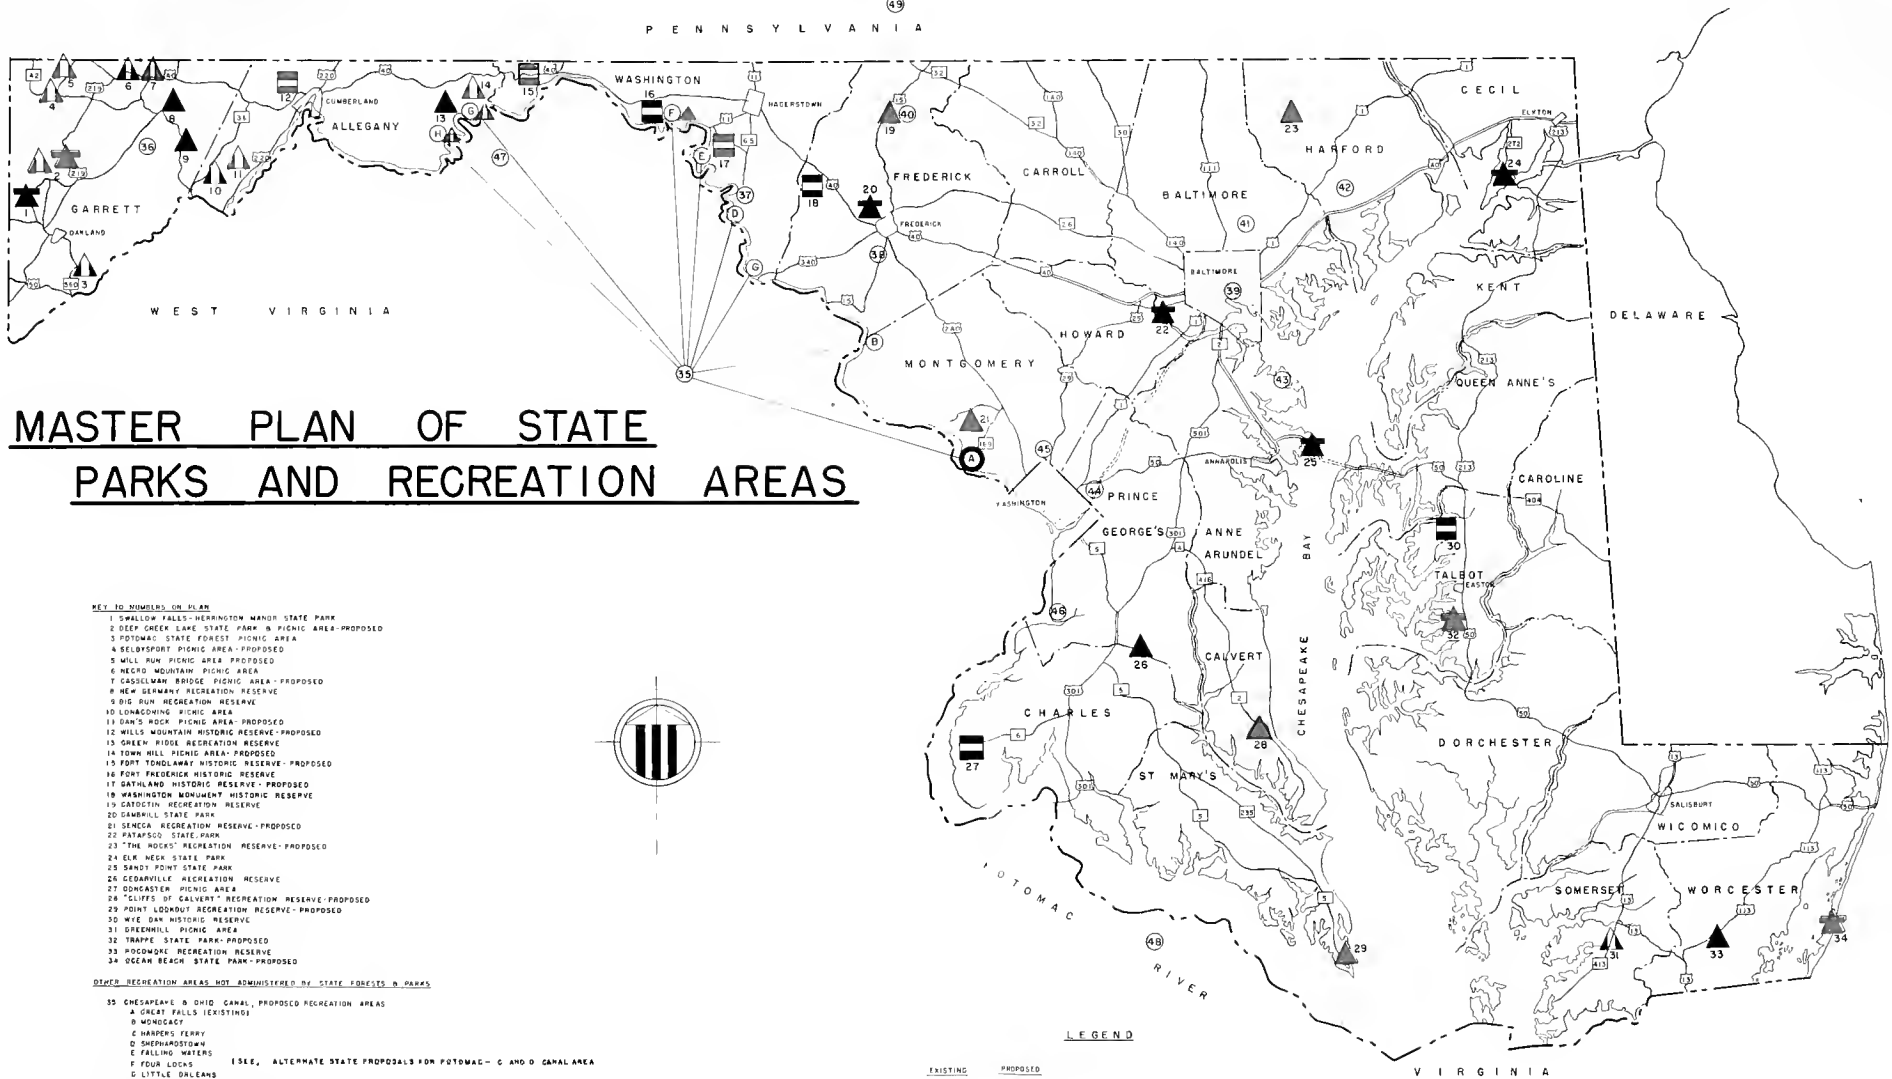 49
PENNSYLVANIA
WASHINGTON
CECIL
ELKTON
HAGERSTOWN
CUMBERLAND
ALLEGANY
HARFORD
FREDERICK
CARROLL
BALTIMORE
GARRETT
OAKLAND
FREDERICK
BALTIMORE
KENT
WEST VIRGINIA
HOWARD
DELAWARE
MONTGOMERY
QUEEN ANNE'S
MASTER PLAN OF STATE
PARKS AND RECREATION AREAS
ANNAPOLIS
CAROLINE
PRINCE
WASHINGTON
GEORGE'S
ANNE
ARUNDEL
CHESAPEAKE BAY
TALBOT
EASTON
CALVERT
CHARLES
DORCHESTER
ST MARY'S
SALISBURY
WICOMICO
SOMERSET
WORCESTER
OTOMAC
RIVER
VIRGINIA
KEY TO NUMBERS ON PLAN
1 SWALLOW FALLS-HERRINGTON MANOR STATE PARK
2 DEEP CREEK LAKE STATE PARK & PICNIC AREA-PROPOSED
3 POTOMAC STATE FOREST PICNIC AREA
4 SELBYSPORT PICNIC AREA-PROPOSED
5 MILL RUN PICNIC AREA PROPOSED
6 NEGRO MOUNTAIN PICNIC AREA
7 CASSELMAN BRIDGE PICNIC AREA-PROPOSED
8 NEW GERMANY RECREATION RESERVE
9 BIG RUN RECREATION RESERVE
10 LONACONING PICNIC AREA
11 DAN'S ROCK PICNIC AREA-PROPOSED
12 WILLS MOUNTAIN HISTORIC RESERVE-PROPOSED
13 GREEN RIDGE RECREATION RESERVE
14 TOWN HILL PICNIC AREA-PROPOSED
15 FORT TONOLAWAY HISTORIC RESERVE-PROPOSED
16 FORT FREDERICK HISTORIC RESERVE
17 GATHLAND HISTORIC RESERVE-PROPOSED
18 WASHINGTON MONUMENT HISTORIC RESERVE
19 CATOCTIN RECREATION RESERVE
20 GAMBRILL STATE PARK
21 SENECA RECREATION RESERVE-PROPOSED
22 PATAPSCO STATE PARK
23 "THE ROCKS" RECREATION RESERVE-PROPOSED
24 ELK NECK STATE PARK
25 SANDY POINT STATE PARK
26 CEDARVILLE RECREATION RESERVE
27 DONCASTER PICNIC AREA
28 "CLIFFS OF CALVERT" RECREATION RESERVE-PROPOSED
29 POINT LOOKOUT RECREATION RESERVE-PROPOSED
30 WYE OAK HISTORIC RESERVE
31 GREENHILL PICNIC AREA
32 TRAPPE STATE PARK-PROPOSED
33 POCOMOKE RECREATION RESERVE
34 OCEAN BEACH STATE PARK-PROPOSED
OTHER RECREATION AREAS NOT ADMINISTERED BY STATE FORESTS & PARKS
35 CHESAPEAKE & OHIO CANAL, PROPOSED RECREATION AREAS
A GREAT FALLS (EXISTING)
B MONOCACY
C HARPERS FERRY
D SHEPHARDSTOWN
E FALLING WATERS
F FOUR LOCKS (SEE, ALTERNATE STATE PROPOSALS FOR POTOMAC- C AND O CANAL AREA
G LITTLE ORLEANS
LEGEND
EXISTING PROPOSED